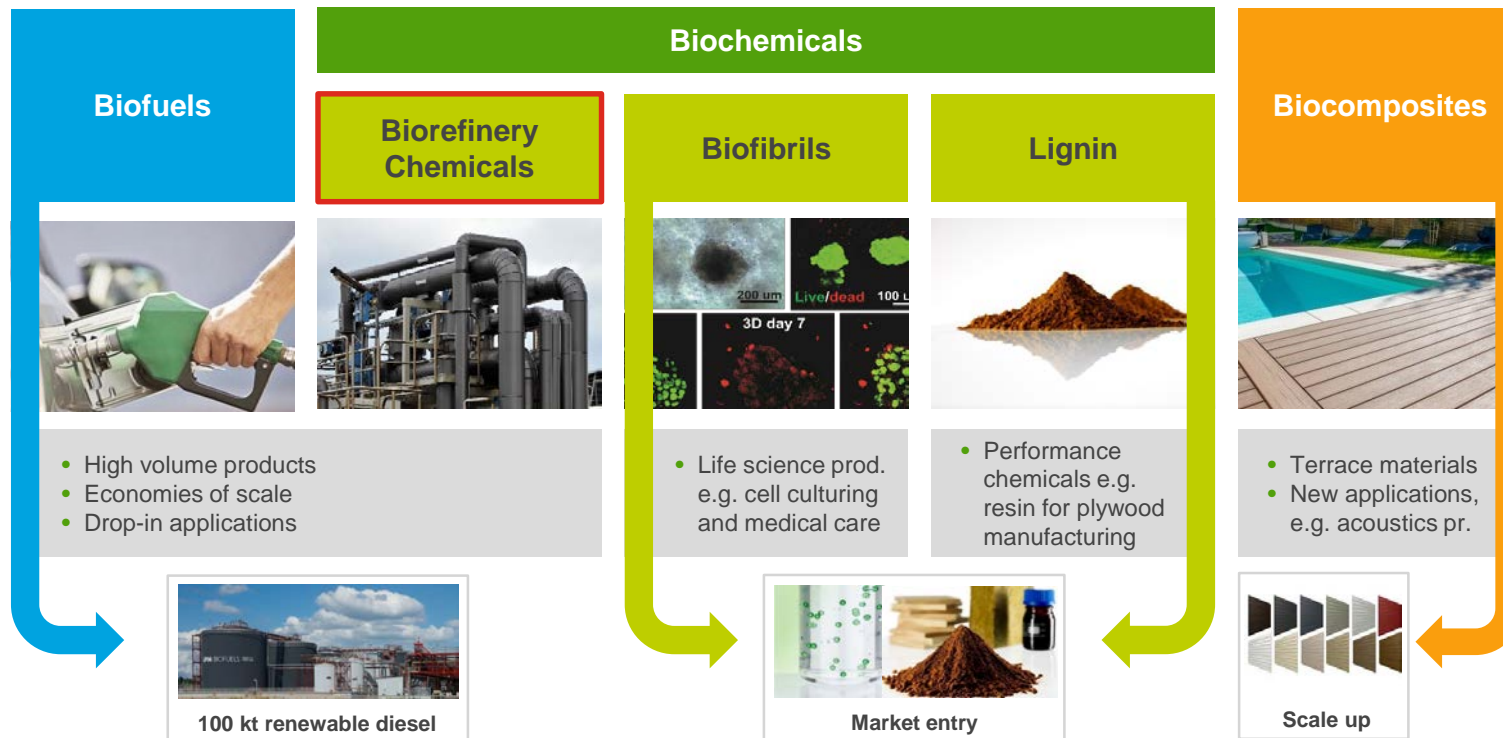 Biochemicals
Biofuels
Biorefinery
Chemicals
Biofibrils
Lignin
Biocomposites
200 um
Live/dead
100 u
3D day 7
• High volume products
• Economies of scale
• Drop-in applications
• Life science prod.
e.g. cell culturing
and medical care
• Performance
chemicals e.g.
resin for plywood
manufacturing
• Terrace materials
• New applications,
e.g. acoustics pr.
BIOFUELS
100 kt renewable diesel
Market entry
Scale up